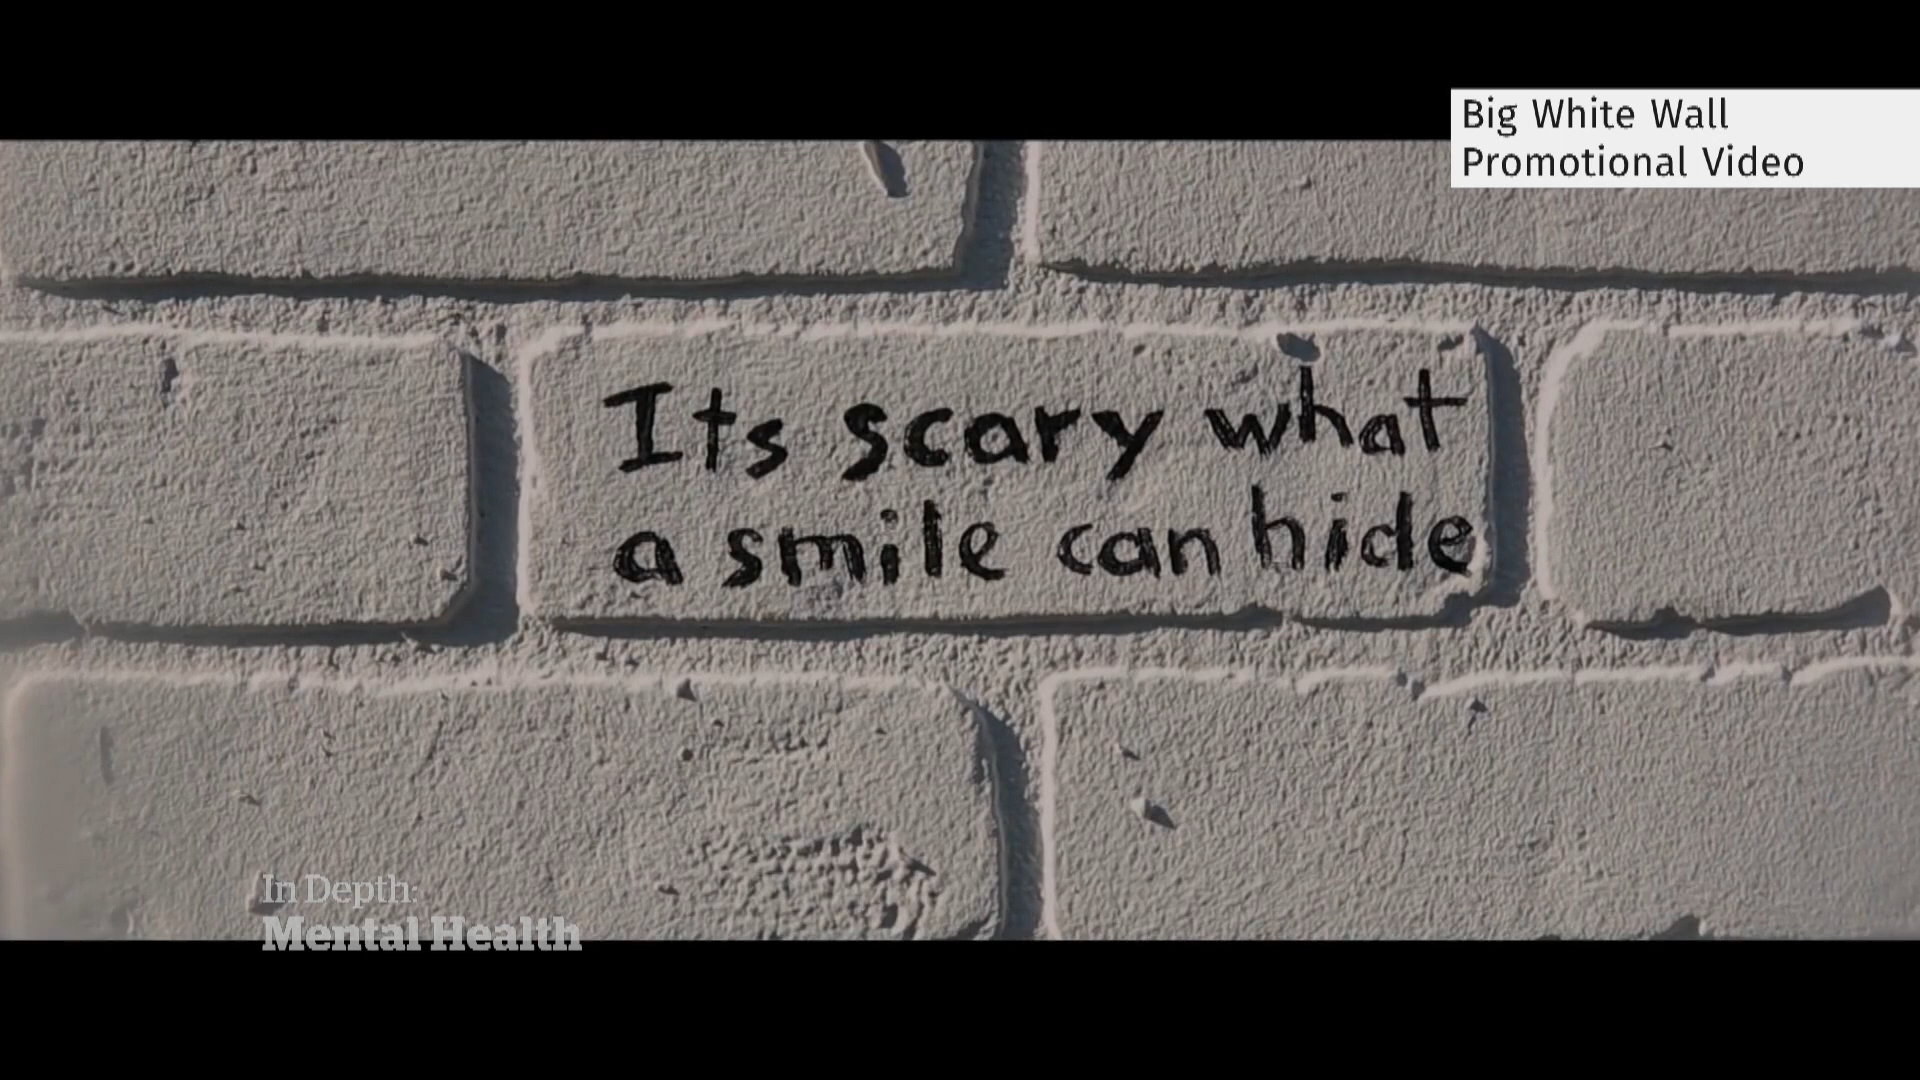 Big White Wall
Promotional Video
Its scary what
a smile can hide
In Depth:
Mental Health